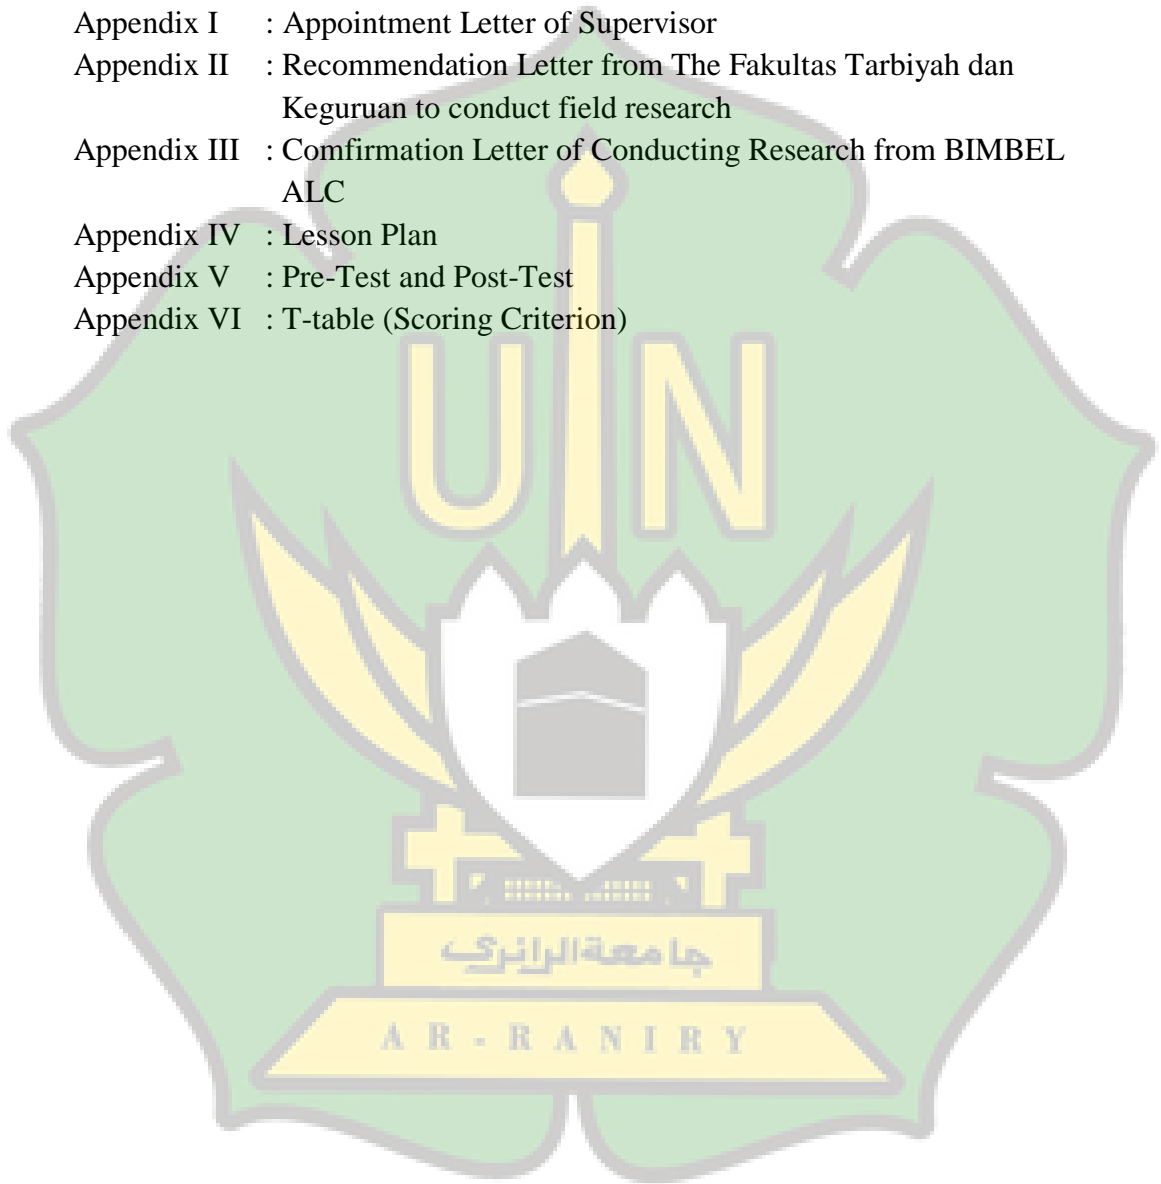 Appendix I : Appointment Letter of Supervisor
Appendix II : Recommendation Letter from The Fakultas Tarbiyah dan
Keguruan to conduct field research
Appendix III : Comfirmation Letter of Conducting Research from BIMBEL
ALC
Appendix IV : Lesson Plan
Appendix V : Pre-Test and Post-Test
Appendix VI : T-table (Scoring Criterion)
UIN
جامعةالرانري
AR-RANIRY